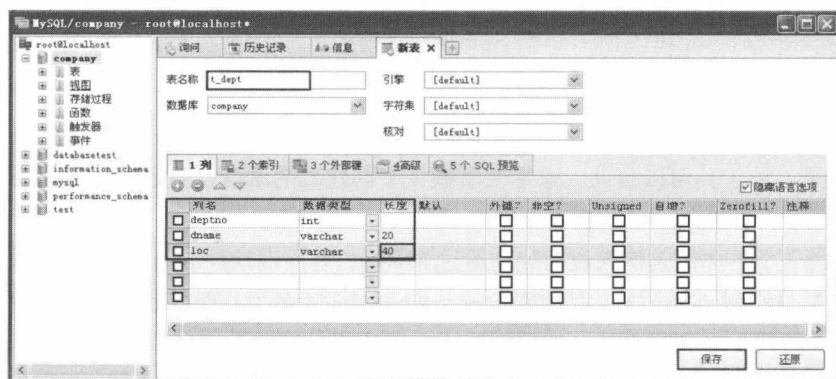 MySQL/company - root@localhost*
root@localhost
company
表
视图
存储过程
函数
触发器
事件
databasetest
information_schema
mysql
performance_schema
test
询问 历史记录 信息 新表
表名称 t_dept 引擎 [default]
数据库 company 字符集 [default]
核对 [default]
1 列 2 个索引 3 个外部键 4高级 5 个 SQL 预览
隐藏语言选项
列名 数据类型 长度 默认 外键? 非空? Unsigned 自增? Zerofill? 注释
deptno int
dname varchar 20
loc varchar 40
保存 还原